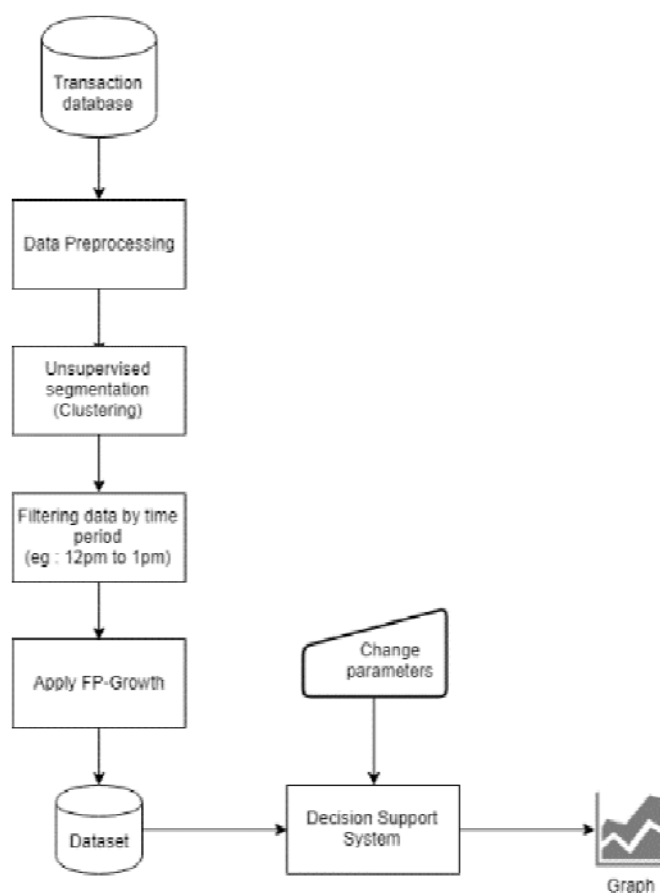 Transaction
database
Data Preprocessing
Unsupervised
segmentation
(Clustering)
Filtering data by time
period
(eg : 12pm to 1pm)
Apply FP-Growth
Change
parameters
Dataset
Decision Support
System
Graph